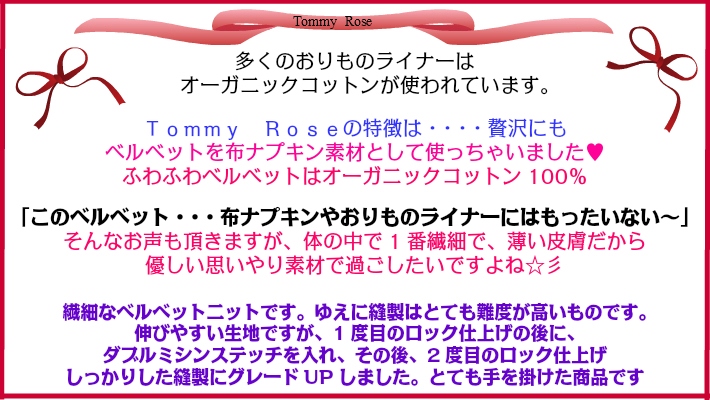 Tommy Rose
多くのおりものライナーは
オーガニックコットンが使われています。
Ｔｏｍｍｙ　Ｒｏｓｅの特徴は・・・・贅沢にも
ベルベットを布ナプキン素材として使っちゃいました♥
ふわふわベルベットはオーガニックコットン 100％
「このベルベット・・・布ナプキンやおりものライナーにはもったいない～」
そんなお声も頂きますが、体の中で 1 番繊細で、薄い皮膚だから
優しい思いやり素材で過ごしたいですよね☆彡
繊細なベルベットニットです。ゆえに縫製はとても難度が高いものです。
伸びやすい生地ですが、1 度目のロック仕上げの後に、
ダブルミシンステッチを入れ、その後、2 度目のロック仕上げ
しっかりした縫製にグレード UP しました。とても手を掛けた商品です